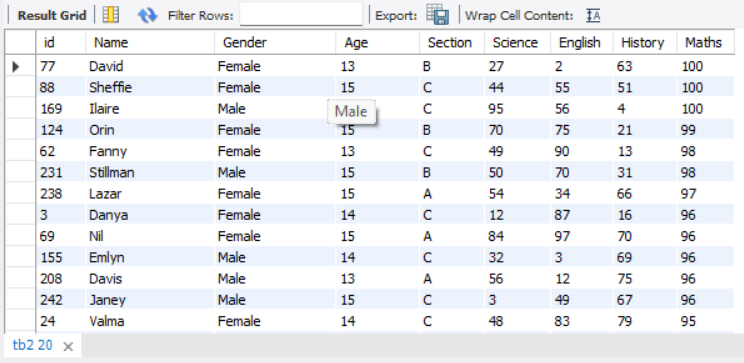 Result Grid Filter Rows: Export: Wrap Cell Content: IA
id Name Gender Age Section Science English History Maths
77 David Female 13 B 27 2 63 100
88 Sheffie Female 15 C 44 55 51 100
169 Ilaire Male C 95 56 4 100
Male
124 Orin Female 15 B 70 75 21 99
62 Fanny Female 13 C 49 90 13 98
231 Stillman Male 15 B 50 70 31 98
238 Lazar Female 15 A 54 34 66 97
3 Danya Female 14 C 12 87 16 96
69 Nil Female 15 A 84 97 70 96
155 Emlyn Male 14 C 32 3 69 96
208 Davis Male 13 A 56 12 75 96
242 Janey Male 15 C 3 49 67 96
24 Valma Female 14 C 48 83 79 95
tb2 20